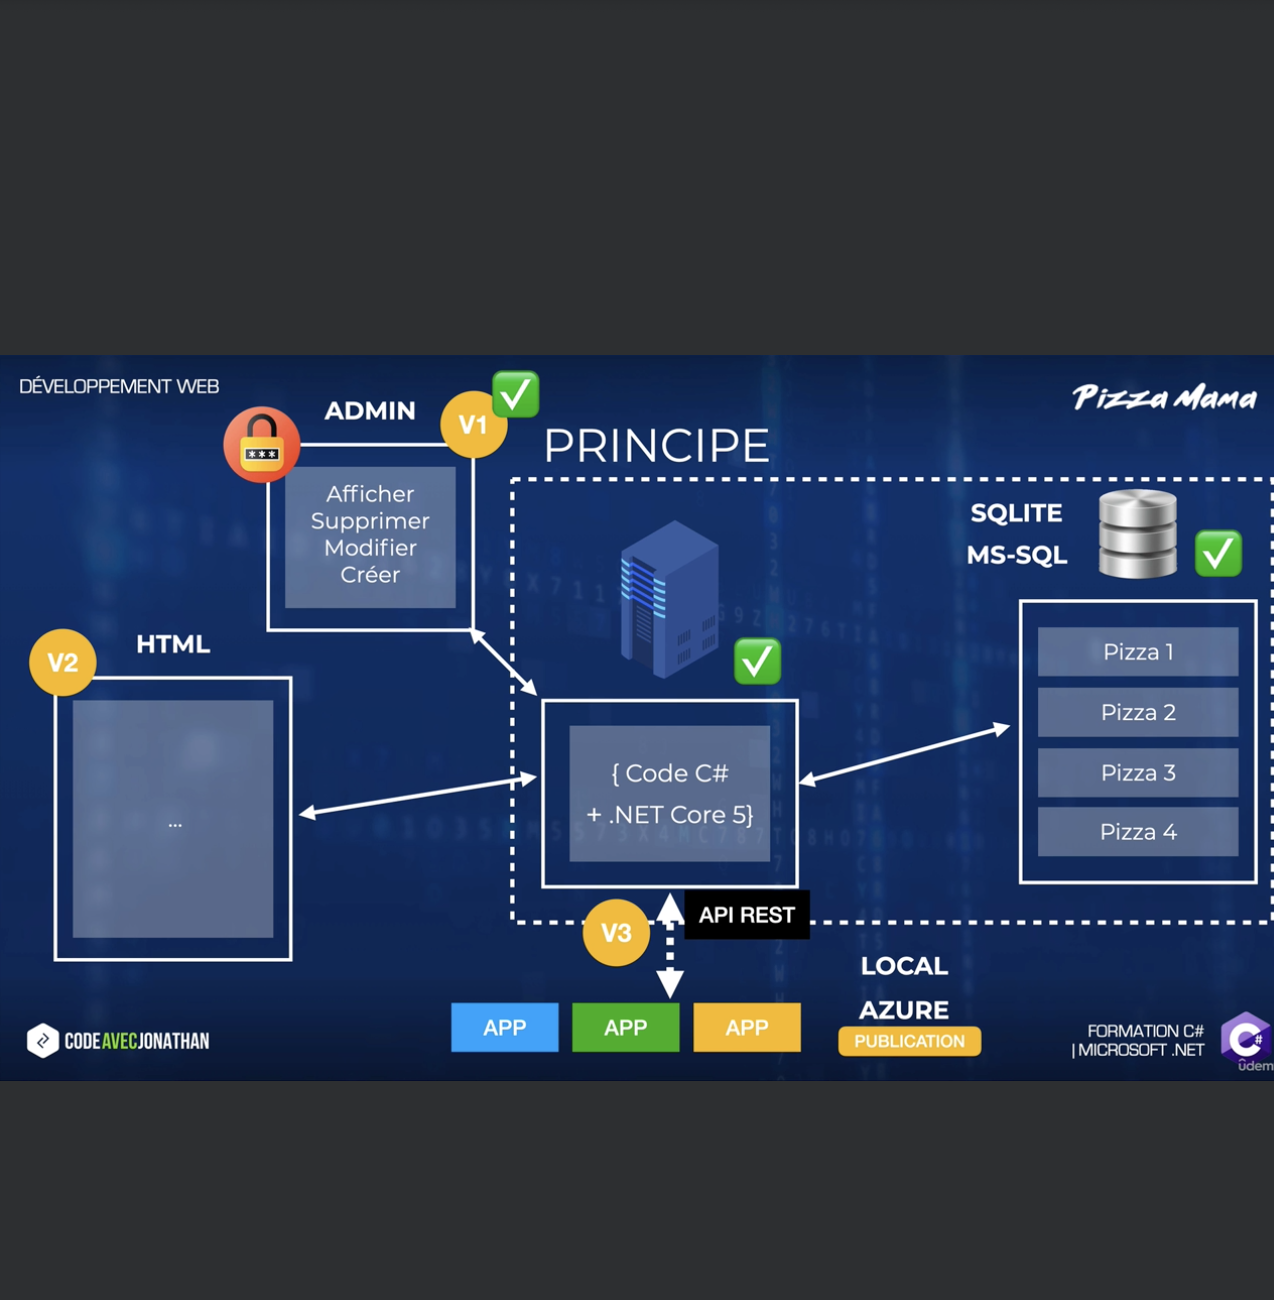 DÉVELOPPEMENT WEB
Pizza Mama
ADMIN
V1
***
PRINCIPE
Afficher
Supprimer
Modifier
Créer
SQLITE
MS-SQL
HTML
V2
...
{ Code C#
+ .NET Core 5}
Pizza 1
Pizza 2
Pizza 3
Pizza 4
V3
API REST
APP
APP
APP
LOCAL
AZURE
PUBLICATION
CODEAVECJONATHAN
FORMATION C#
| MICROSOFT .NET
C#
ûdem